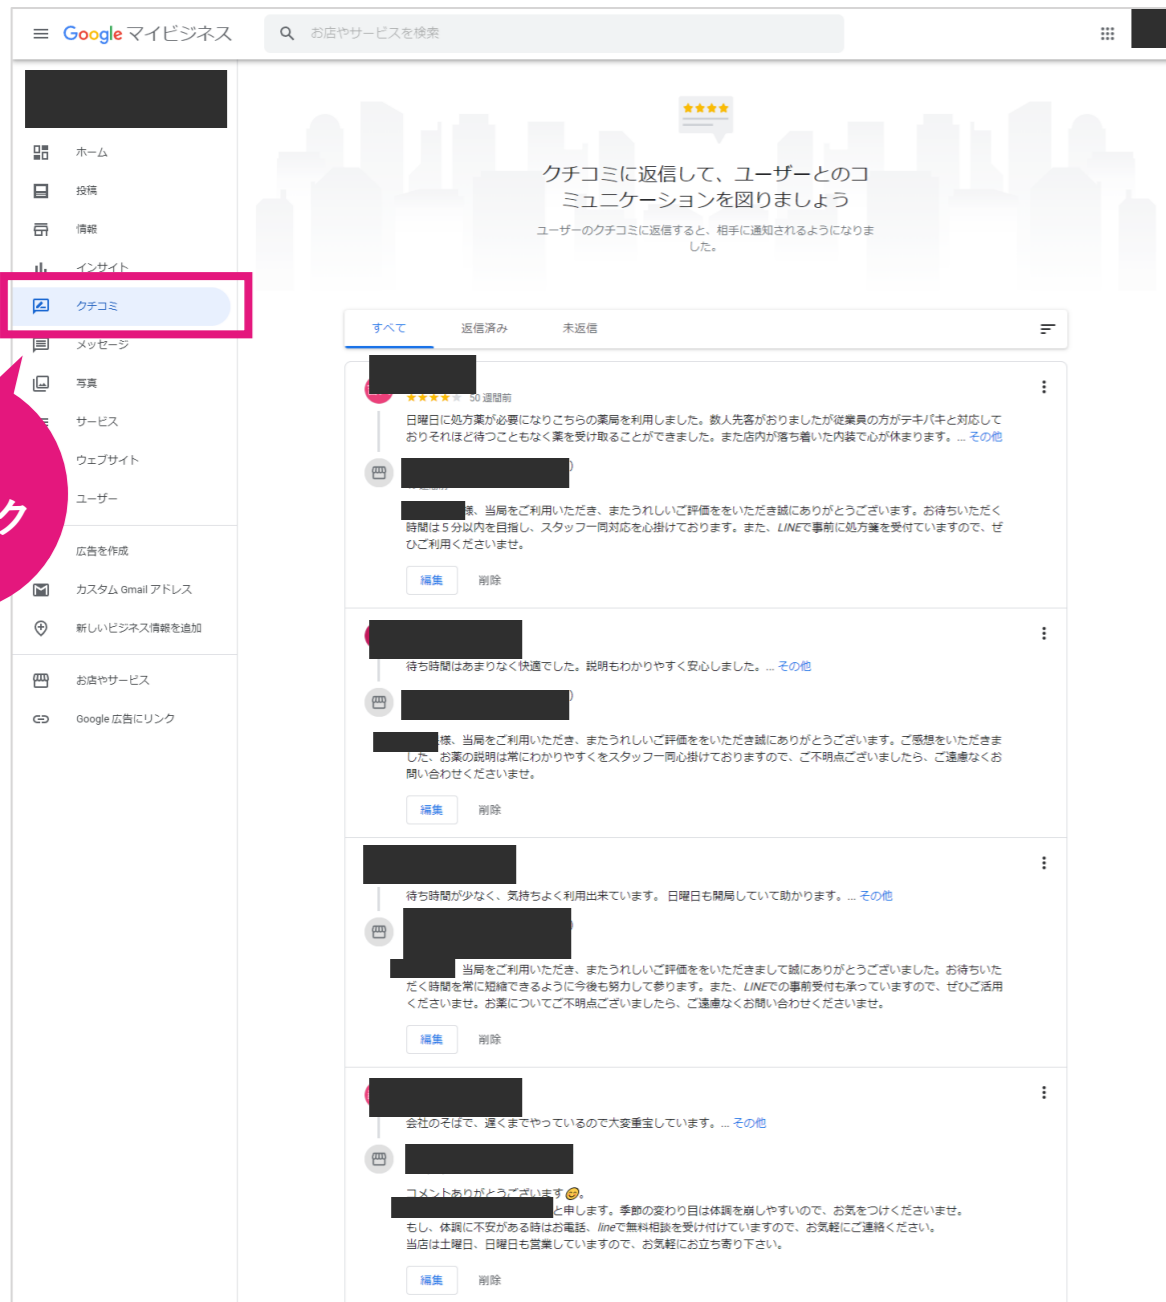 Google マイビジネス
お店やサービスを検索
ホーム
投稿
情報
インサイト
クチコミ
メッセージ
写真
サービス
ウェブサイト
ユーザー
ク
広告を作成
カスタム Gmail アドレス
新しいビジネス情報を追加
お店やサービス
Google 広告にリンク
クチコミに返信して、ユーザーとのコ
ミュニケーションを図りましょう
ユーザーのクチコミに返信すると、相手に通知されるようになりま
した。
すべて 返信済み 未返信
50 週間前
日曜日に処方薬が必要になりこちらの薬局を利用しました。数人先客がおりましたが従業員の方がテキパキと対応して
おりそれほど待つこともなく薬を受け取ることができました。また店内が落ち着いた内装で心が休まります。... その他
様、当局をご利用いただき、またうれしいご評価ををいただき誠にありがとうございます。お待ちいただく
時間は５分以内を目指し、スタッフ一同対応を心掛けております。また、LINEで事前に処方箋を受付ていますので、ぜ
ひご利用くださいませ。
編集 削除
待ち時間はあまりなく快適でした。説明もわかりやすく安心しました。... その他
様、当局をご利用いただき、またうれしいご評価をいただき誠にありがとうございます。ご感想をいただきま
した、お薬の説明は常にわかりやすくをスタッフ一同心掛けておりますので、ご不明点ございましたら、ご遠慮なくお
問い合わせくださいませ。
編集 削除
待ち時間が少なく、気持ちよく利用出来ています。 日曜日も開局していて助かります。... その他
当局をご利用いただき、またうれしいご評価ををいただきまして誠にありがとうございました。お待ちいた
だく時間を常に短縮できるように今後も努力して参ります。また、LINEでの事前受付も承っていますので、ぜひご活用
くださいませ。お薬についてご不明点ございましたら、ご遠慮なくお問い合わせくださいませ。
編集 削除
会社のそばで、遅くまでやっているので大変重宝しています。... その他
コメントありがとうございます😊。
と申します。季節の変わり目は体調を崩しやすいので、お気をつけくださいませ。
もし、体調に不安がある時はお電話、lineで無料相談を受け付けていますので、お気軽にご連絡ください。
当店は土曜日、日曜日も営業していますので、お気軽にお立ち寄り下さい。
編集 削除